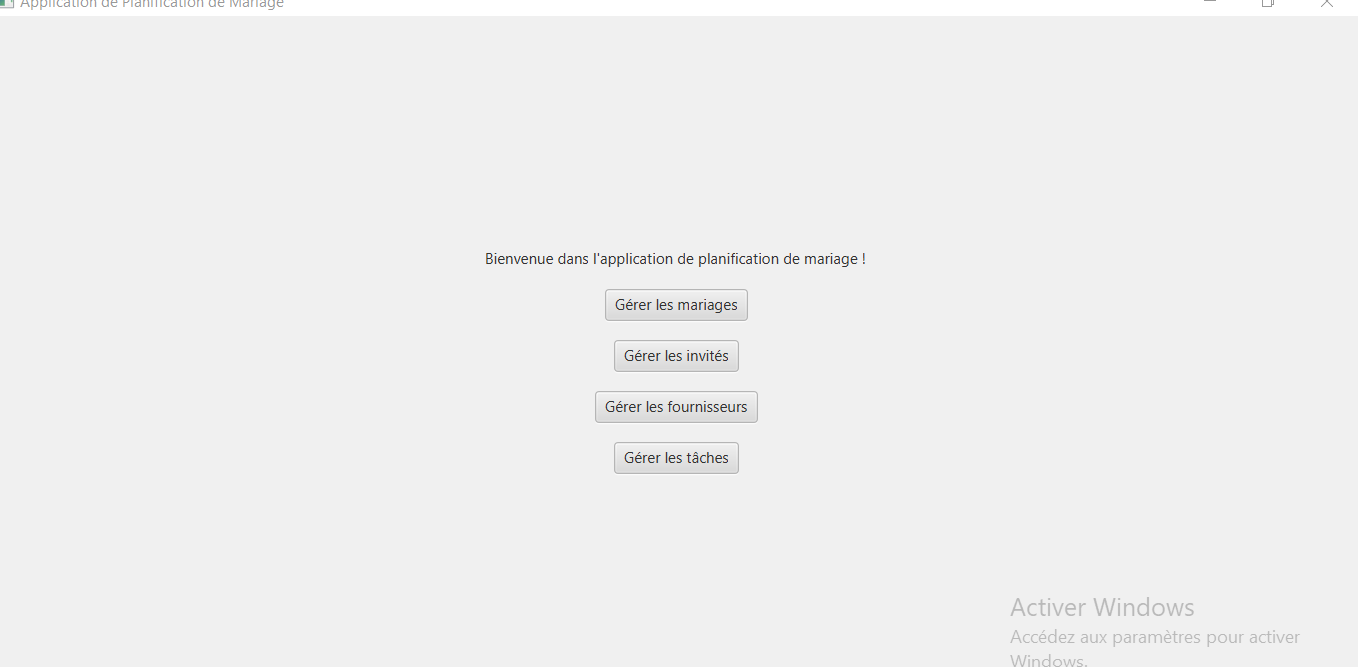 Application de Planification de Mariage
Bienvenue dans l'application de planification de mariage !
Gérer les mariages
Gérer les invités
Gérer les fournisseurs
Gérer les tâches
Activer Windows
Accédez aux paramètres pour activer
Windows.